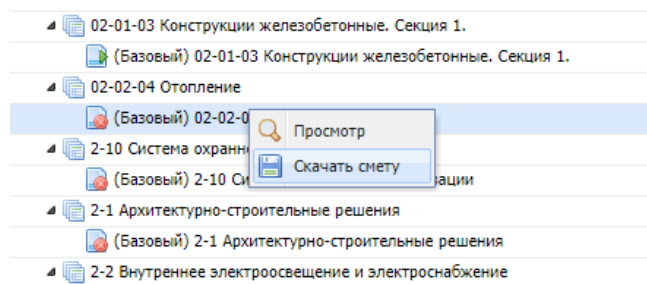 02-01-03 Конструкции железобетонные. Секция 1.
(Базовый) 02-01-03 Конструкции железобетонные. Секция 1.
02-02-04 Отопление
(Базовый) 02-02-0
Просмотр
2-10 Система охранн
Скачать смету
(Базовый) 2-10 Си зации
2-1 Архитектурно-строительные решения
(Базовый) 2-1 Архитектурно-строительные решения
2-2 Внутреннее электроосвещение и электроснабжение